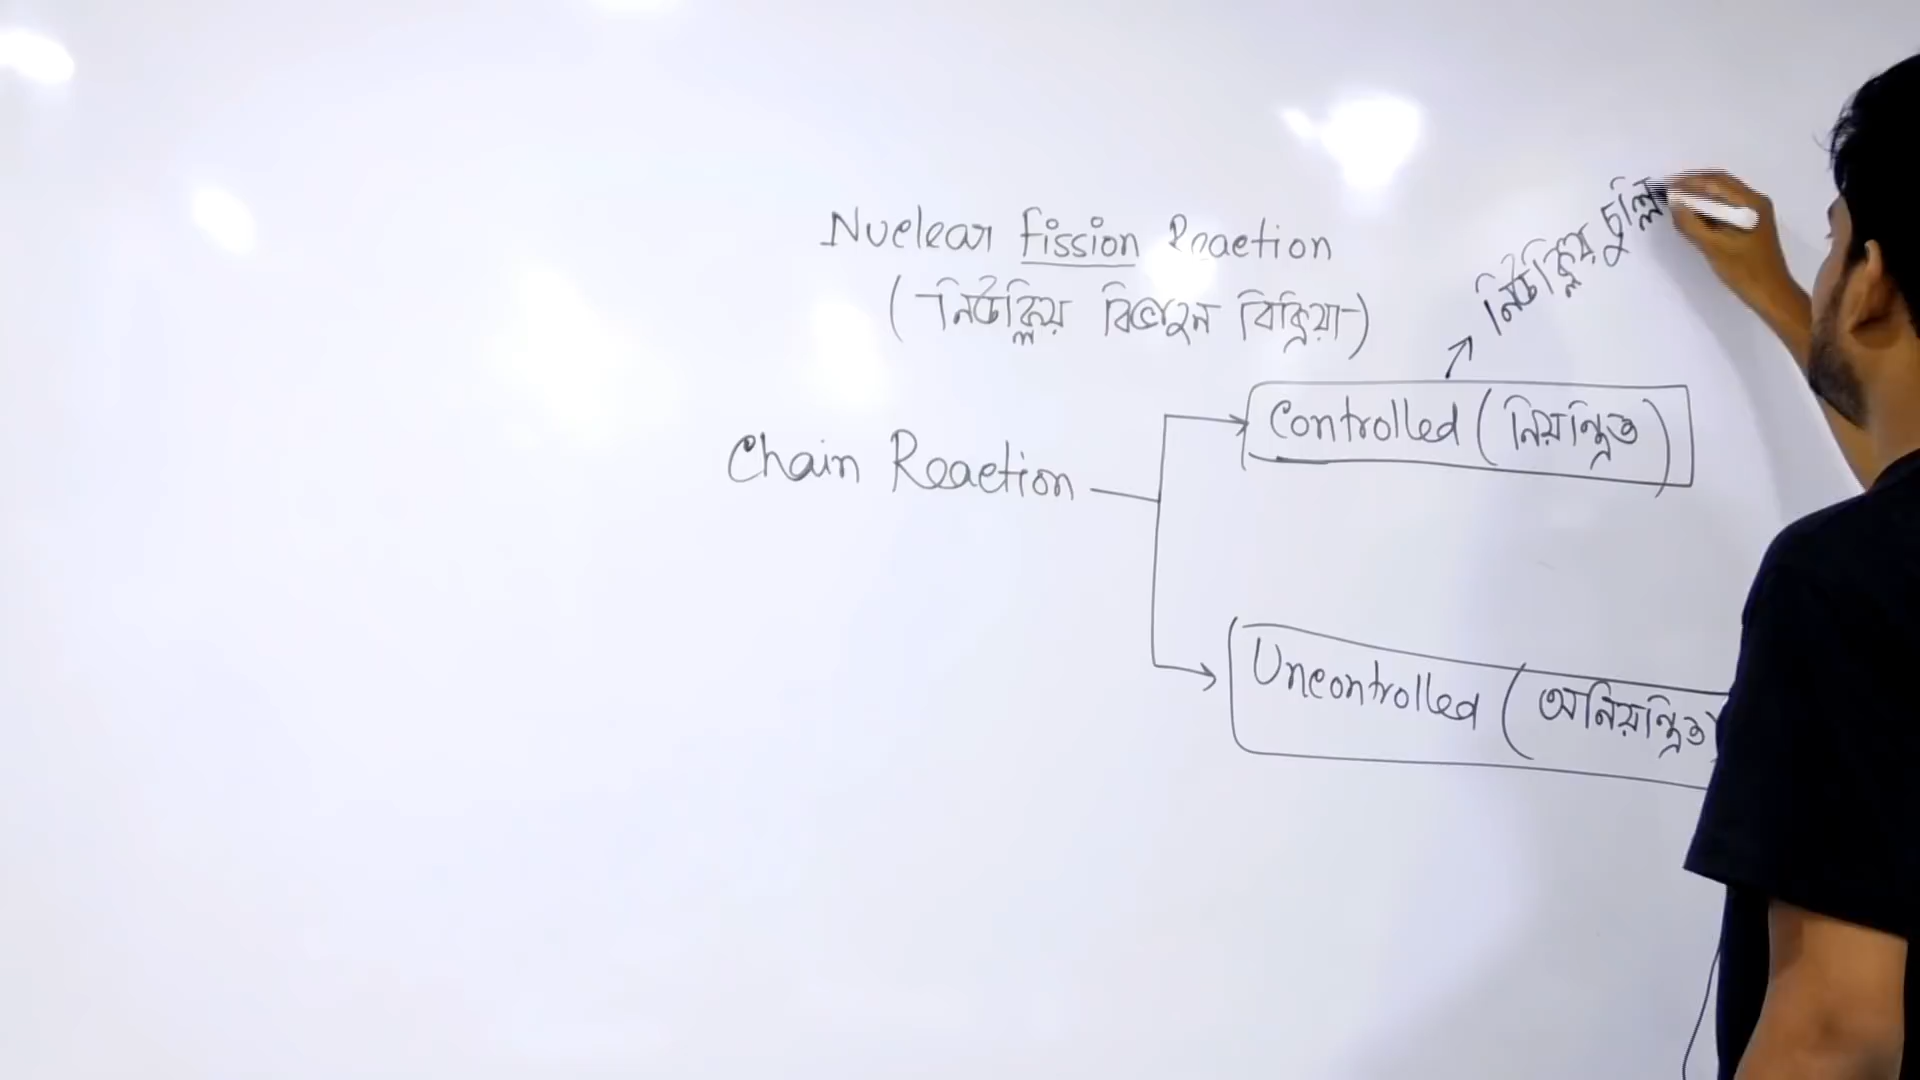 Nuclear Fission Reaction
(নিউক্লিয় বিভাজন বিক্রিয়া)
নিউক্লিয় চুল্লি
Controlled (নিয়ন্ত্রিত)
Chain Reaction
Uncontrolled (অনিয়ন্ত্রিত)